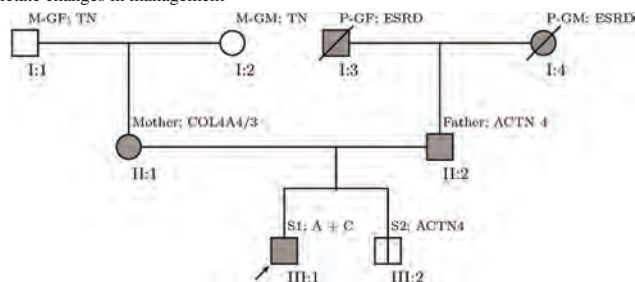 M-GF; TN M-GM; TN P-GF; ESRD P-GM; ESRD
I:1 I:2 I:3 I:4
Mother; COL4A4/3 Father; ACTN 4
II:1 II:2
S1; A + C S2; ACTN4
III:1 III:2